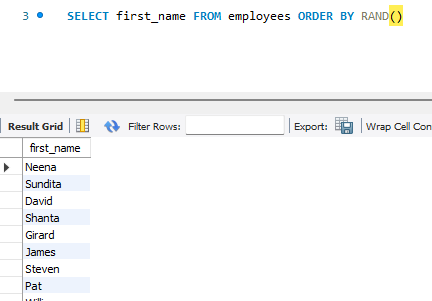 3 SELECT first_name FROM employees ORDER BY RAND()
Result Grid Filter Rows: Export: Wrap Cell Con
first_name
Neena
Sundita
David
Shanta
Girard
James
Steven
Pat